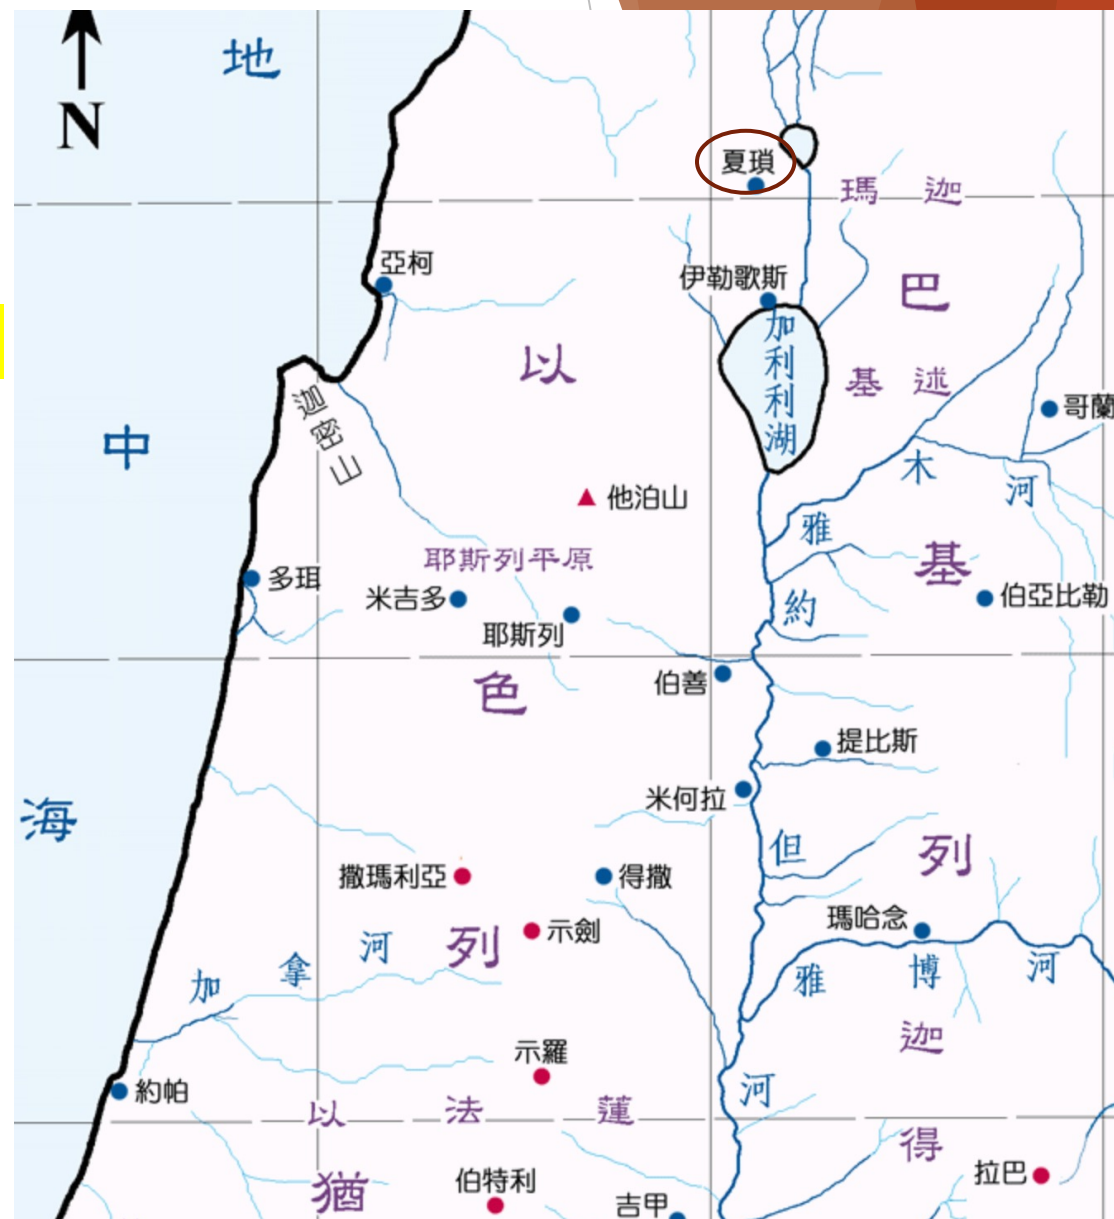 地
N
夏瑣
瑪迦
亞柯
伊勒歌斯
巴
加利利湖
以
基述
迦密山
哥蘭
中
木
河
他泊山
雅
耶斯列平原
基
多珥
米吉多
伯亞比勒
約
耶斯列
伯善
色
提比斯
米何拉
海
但
列
撒瑪利亞
得撒
瑪哈念
示劍
列
加拿河
雅博河
迦
示羅
約帕
河
以法蓮
得
拉巴
伯特利
猶
吉甲